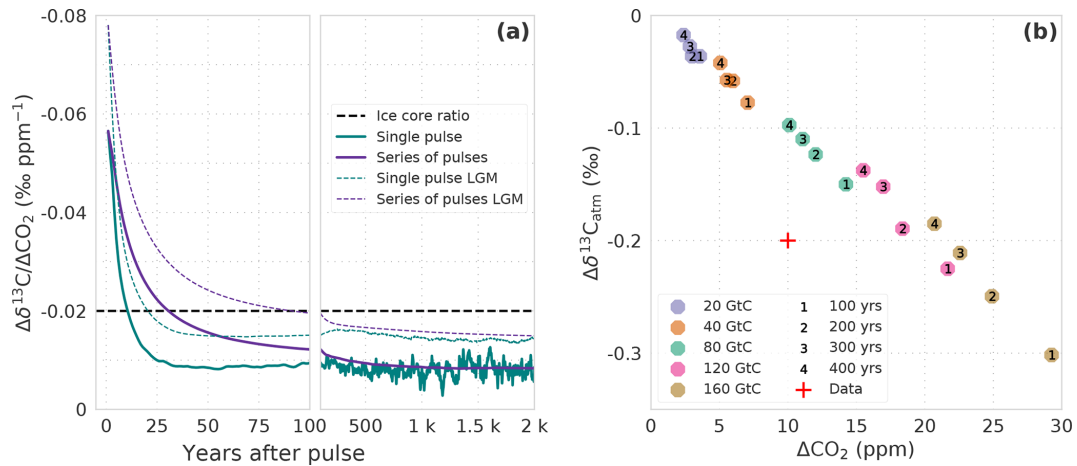 -0.08
-0.06
-0.04
-0.02
0
Δδ¹³C/ΔCO₂ (‰ ppm⁻¹)
(a)
Ice core ratio
Single pulse
Series of pulses
Single pulse LGM
Series of pulses LGM
0 25 50 75 100 500 1 k 1.5 k 2 k
Years after pulse
(b)
0
-0.1
-0.2
-0.3
Δδ¹³Cₐₜₘ (‰)
4
3
2 1
4
3 2
1
4
3
2
1
4
3
2
1
4
3
2
1
20 GtC 1 100 yrs
40 GtC 2 200 yrs
80 GtC 3 300 yrs
120 GtC 4 400 yrs
160 GtC Data
0 5 10 15 20 25 30
ΔCO₂ (ppm)